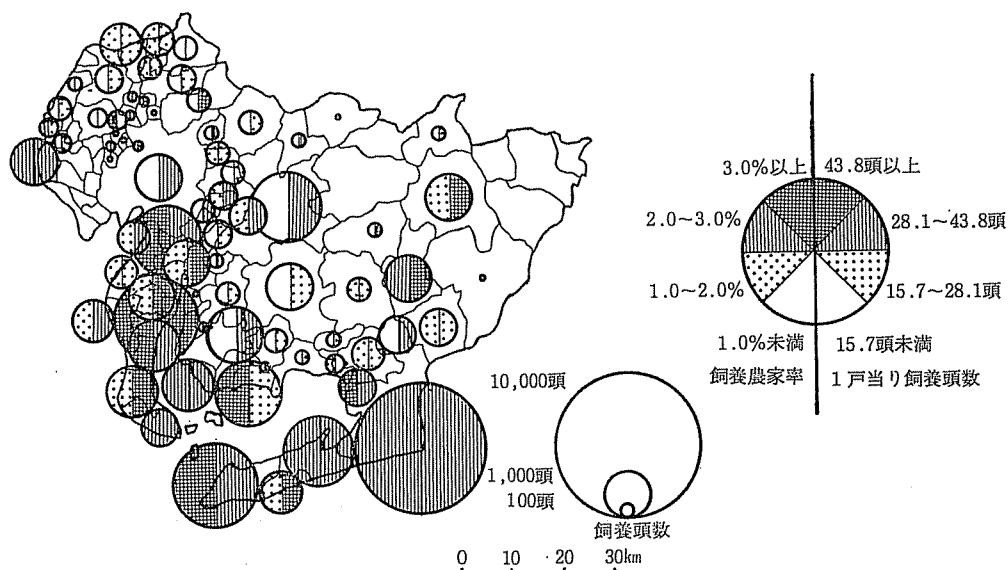 3.0%以上 43.8頭以上
2.0～3.0% 28.1～43.8頭
1.0～2.0% 15.7～28.1頭
1.0%未満 15.7頭未満
飼養農家率 1戸当り飼養頭数
10,000頭
1,000頭
100頭
飼養頭数
0 10 20 30km